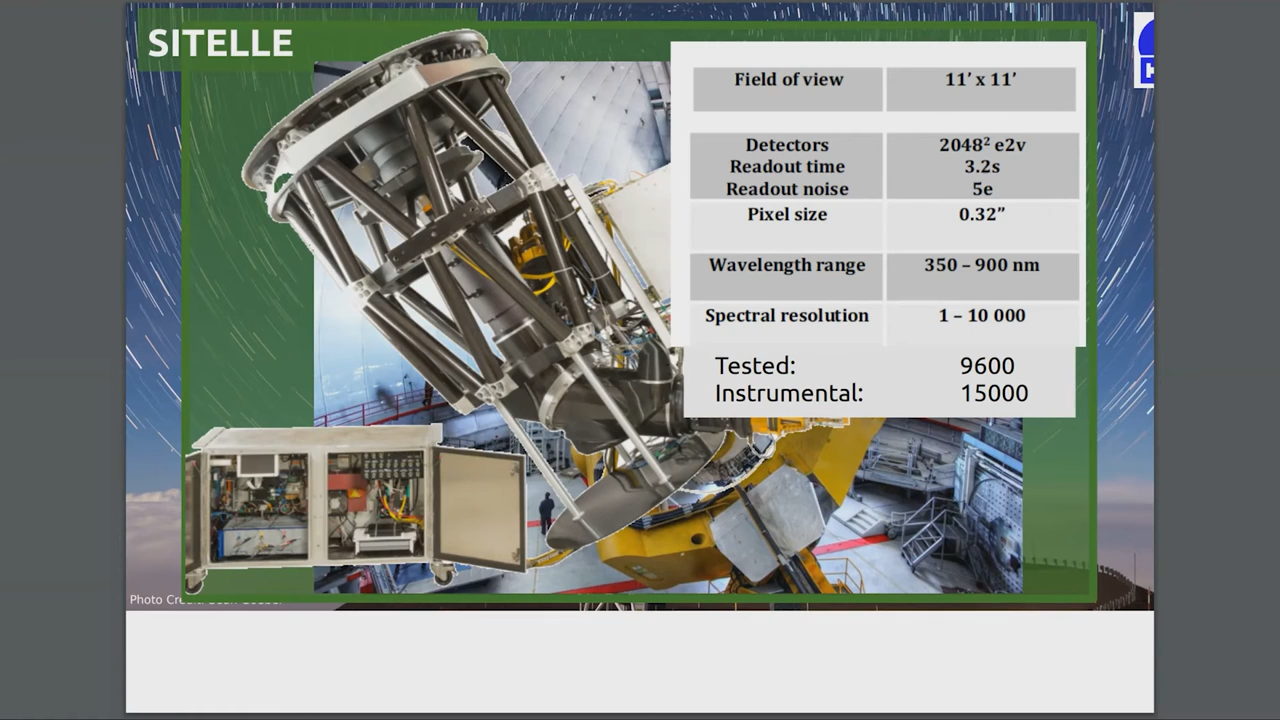 SITELLE
Field of view 11’ x 11’
Detectors 2048² e2v
Readout time 3.2s
Readout noise 5e
Pixel size 0.32”
Wavelength range 350 – 900 nm
Spectral resolution 1 – 10 000
Tested: 9600
Instrumental: 15000
Photo